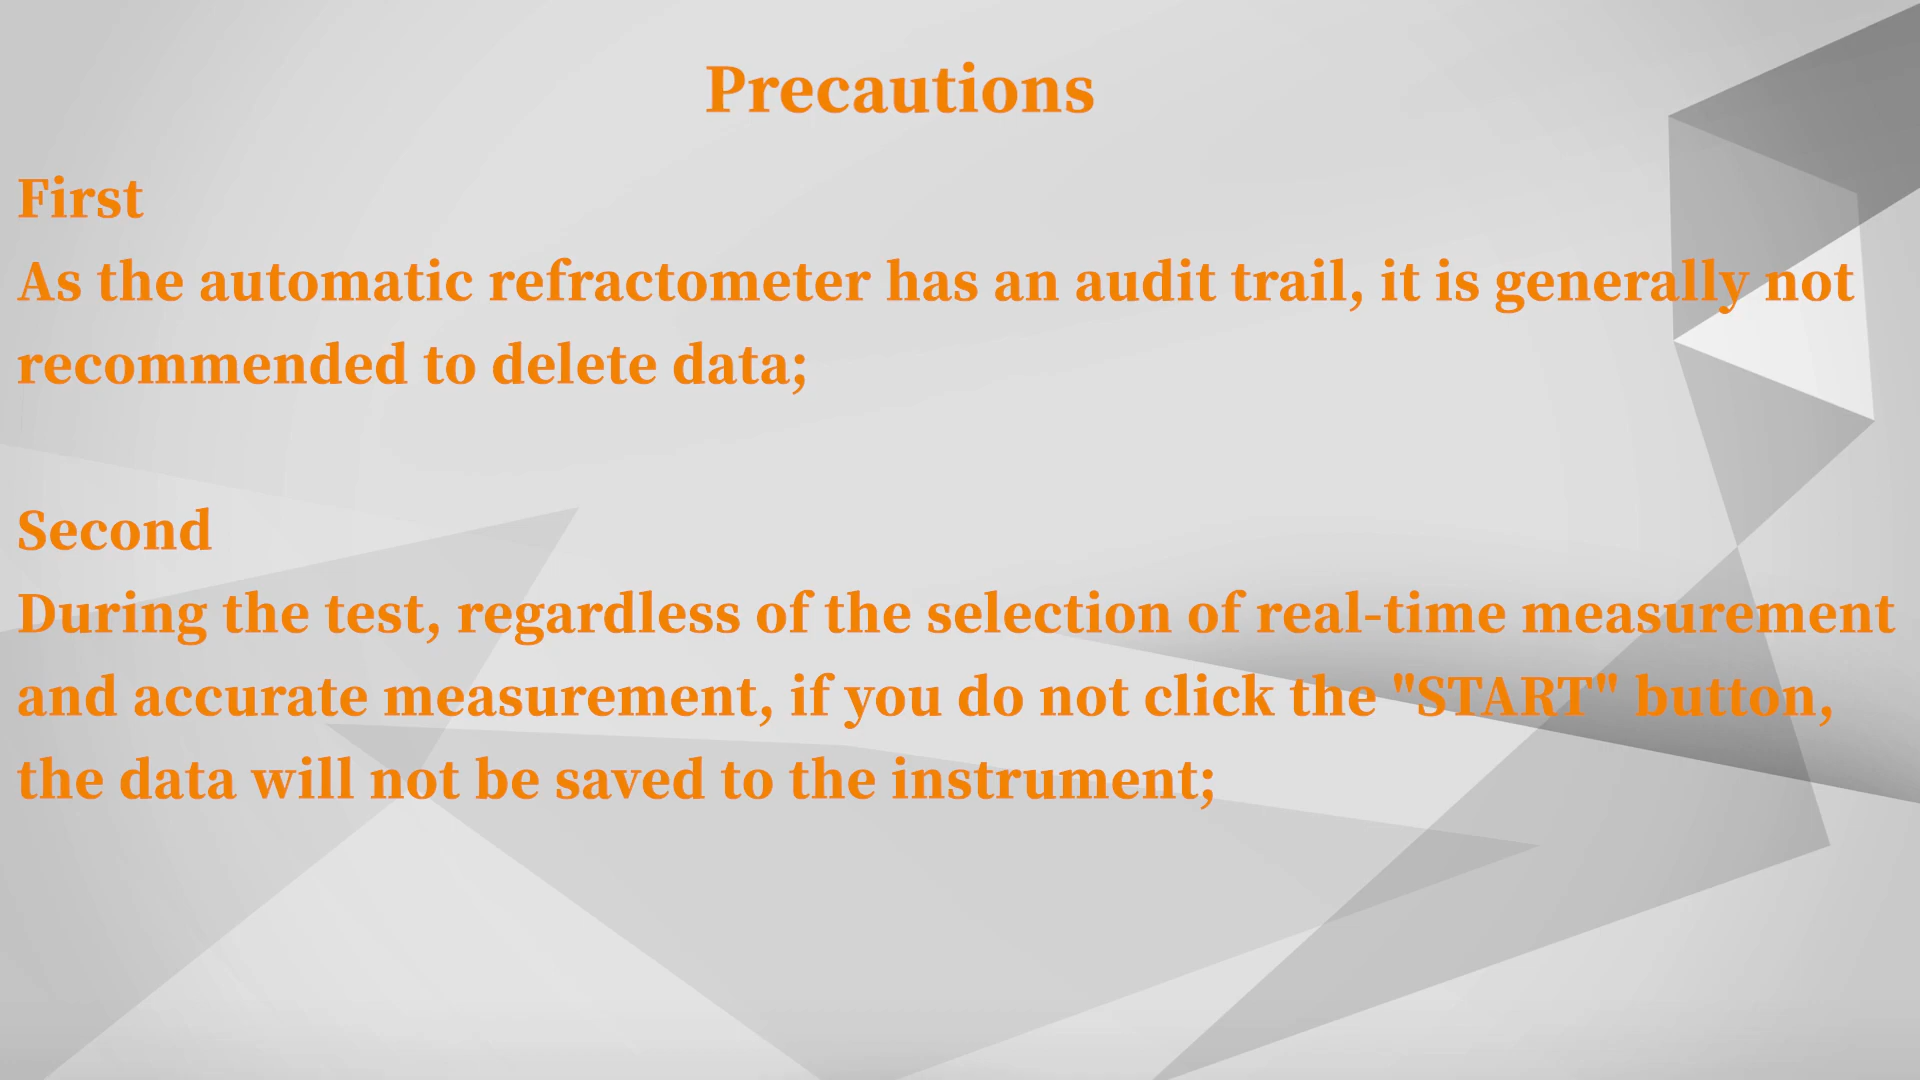 Precautions
First
As the automatic refractometer has an audit trail, it is generally not
recommended to delete data;
Second
During the test, regardless of the selection of real-time measurement
and accurate measurement, if you do not click the "START" button,
the data will not be saved to the instrument;